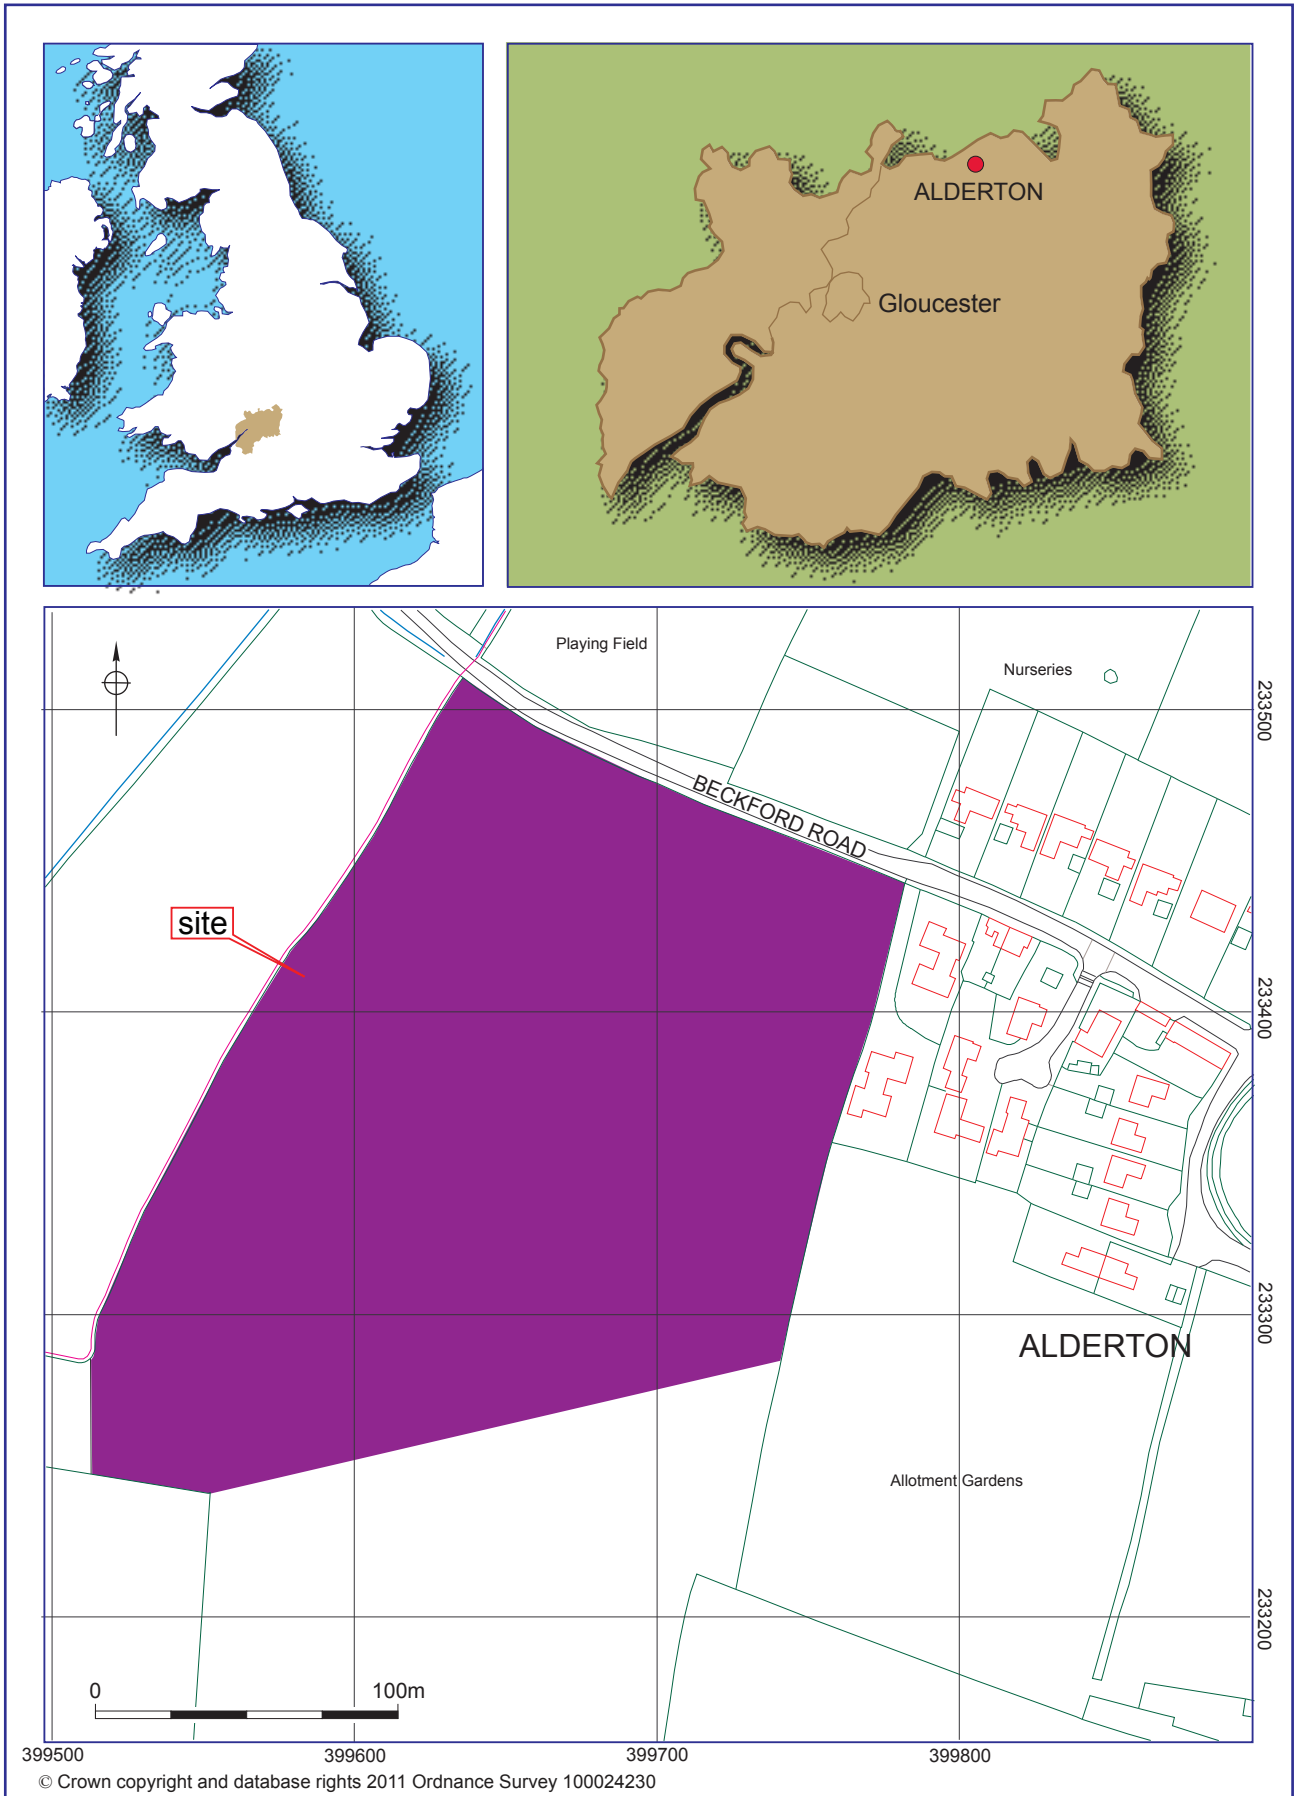 ALDERTON
Gloucester
Playing Field
Nurseries
233500
BECKFORD ROAD
site
233400
233300
ALDERTON
Allotment Gardens
233200
0 100m
399500 399600 399700 399800
© Crown copyright and database rights 2011 Ordnance Survey 100024230